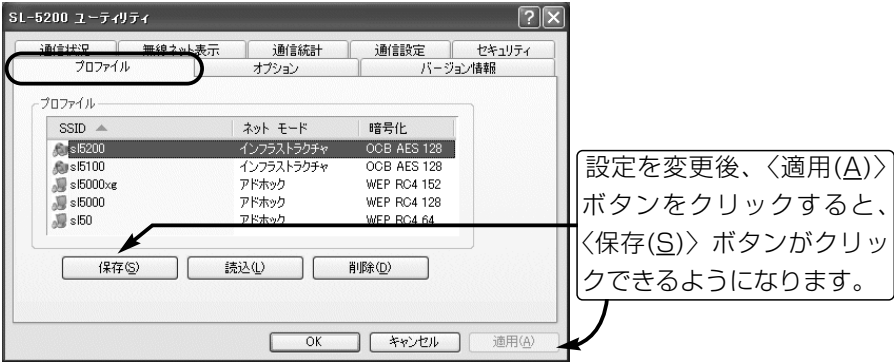 SL-5200 ユーティリティ
通信状況 無線ネット表示 通信統計 通信設定 セキュリティ
プロファイル オプション バージョン情報
プロファイル
SSID ネット モード 暗号化
sl5200 インフラストラクチャ OCB AES 128
sl5100 インフラストラクチャ OCB AES 128
sl5000xg アドホック WEP RC4 152
sl5000 アドホック WEP RC4 128
sl50 アドホック WEP RC4 64
保存(S) 読込(L) 削除(D)
OK キャンセル 適用(A)
設定を変更後、〈適用(A)〉
ボタンをクリックすると、
〈保存(S)〉ボタンがクリッ
クできるようになります。